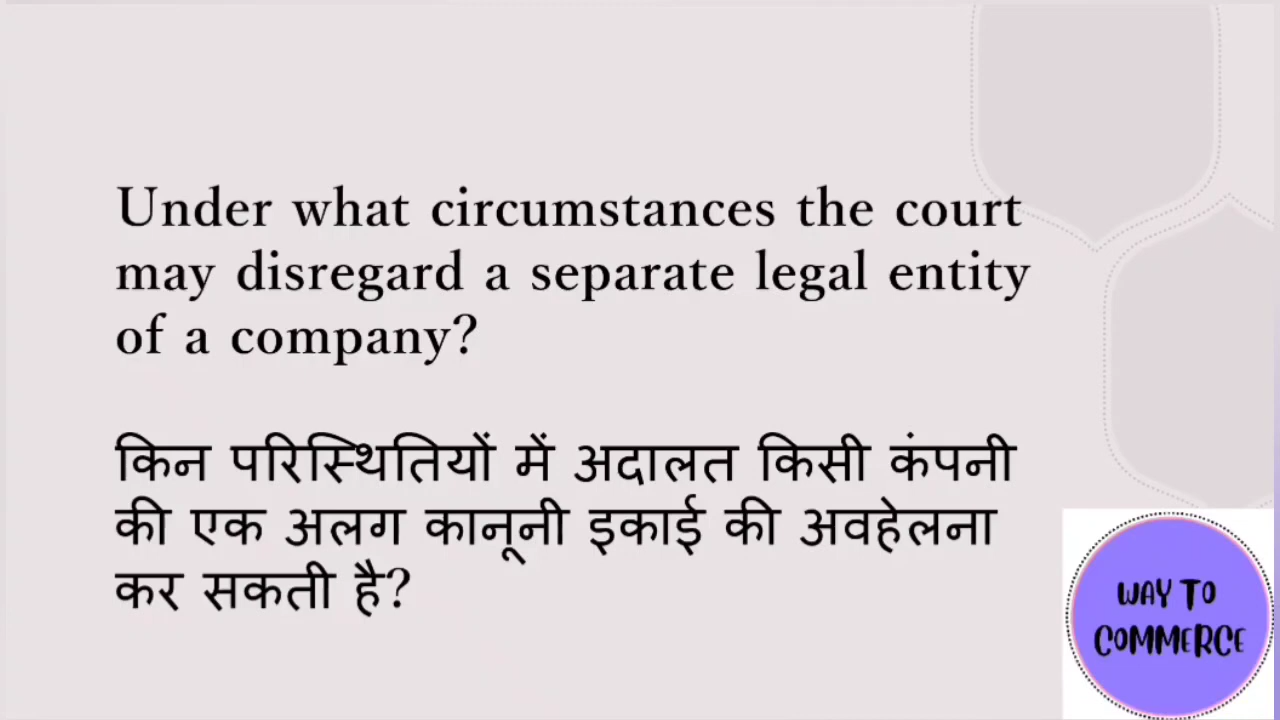 Under what circumstances the court
may disregard a separate legal entity
of a company?
किन परिस्थितियों में अदालत किसी कंपनी
की एक अलग कानूनी इकाई की अवहेलना
कर सकती है?
WAY TO
COMMERCE